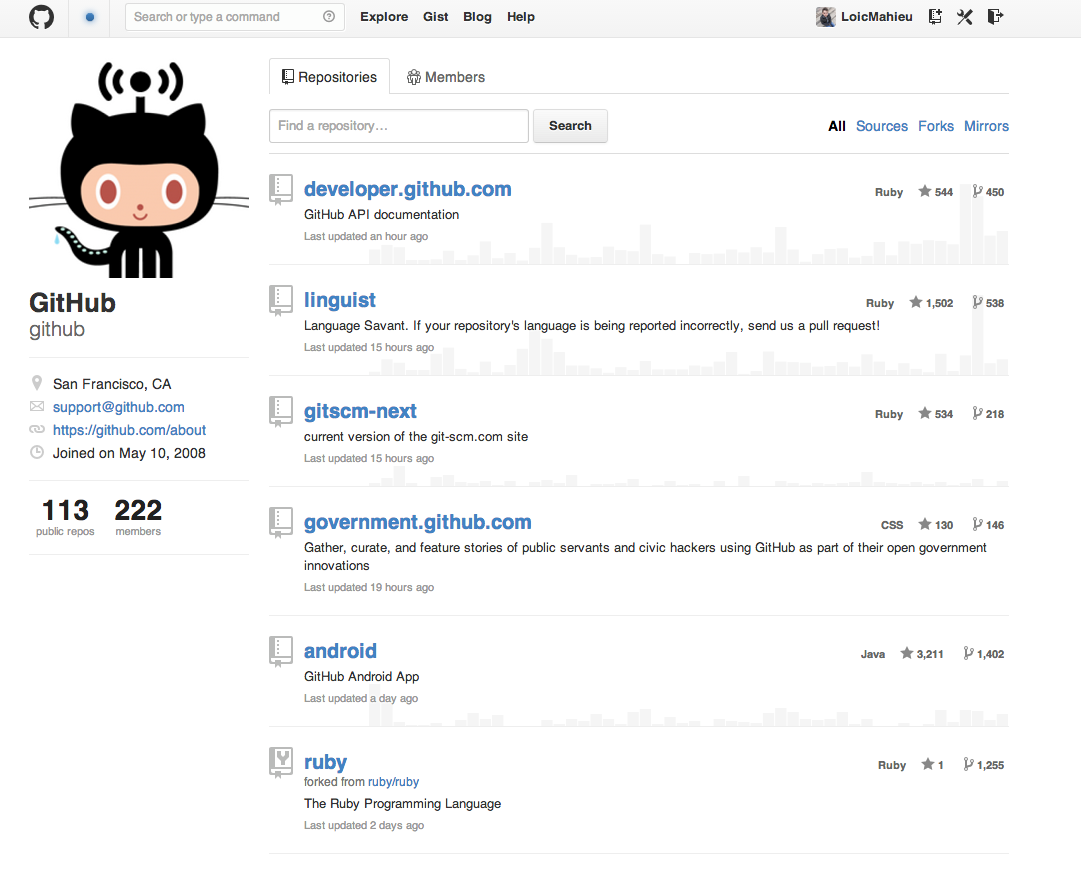 Search or type a command
Explore Gist Blog Help
LoicMahieu
Repositories Members
Find a repository…
Search
All Sources Forks Mirrors
GitHub
github
San Francisco, CA
support@github.com
https://github.com/about
Joined on May 10, 2008
113 222
public repos members
developer.github.com
Ruby 544 450
GitHub API documentation
Last updated an hour ago
linguist
Ruby 1,502 538
Language Savant. If your repository's language is being reported incorrectly, send us a pull request!
Last updated 15 hours ago
gitscm-next
Ruby 534 218
current version of the git-scm.com site
Last updated 15 hours ago
government.github.com
CSS 130 146
Gather, curate, and feature stories of public servants and civic hackers using GitHub as part of their open government
innovations
Last updated 19 hours ago
android
Java 3,211 1,402
GitHub Android App
Last updated a day ago
ruby
Ruby 1 1,255
forked from ruby/ruby
The Ruby Programming Language
Last updated 2 days ago